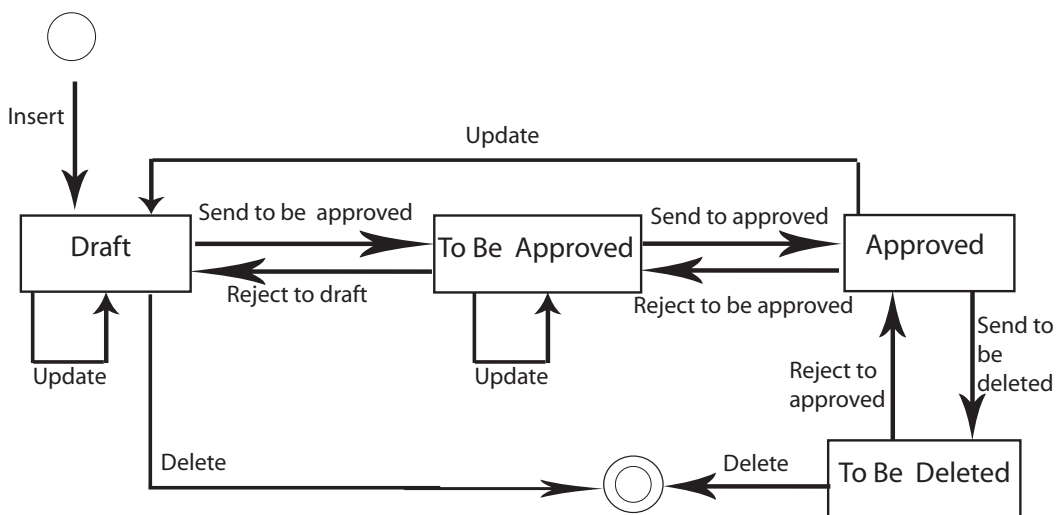 Insert
Update
Draft
Send to be approved
To Be Approved
Send to approved
Approved
Reject to draft
Reject to be approved
Update
Update
Reject to
approved
Send to
be
deleted
Delete
Delete
To Be Deleted